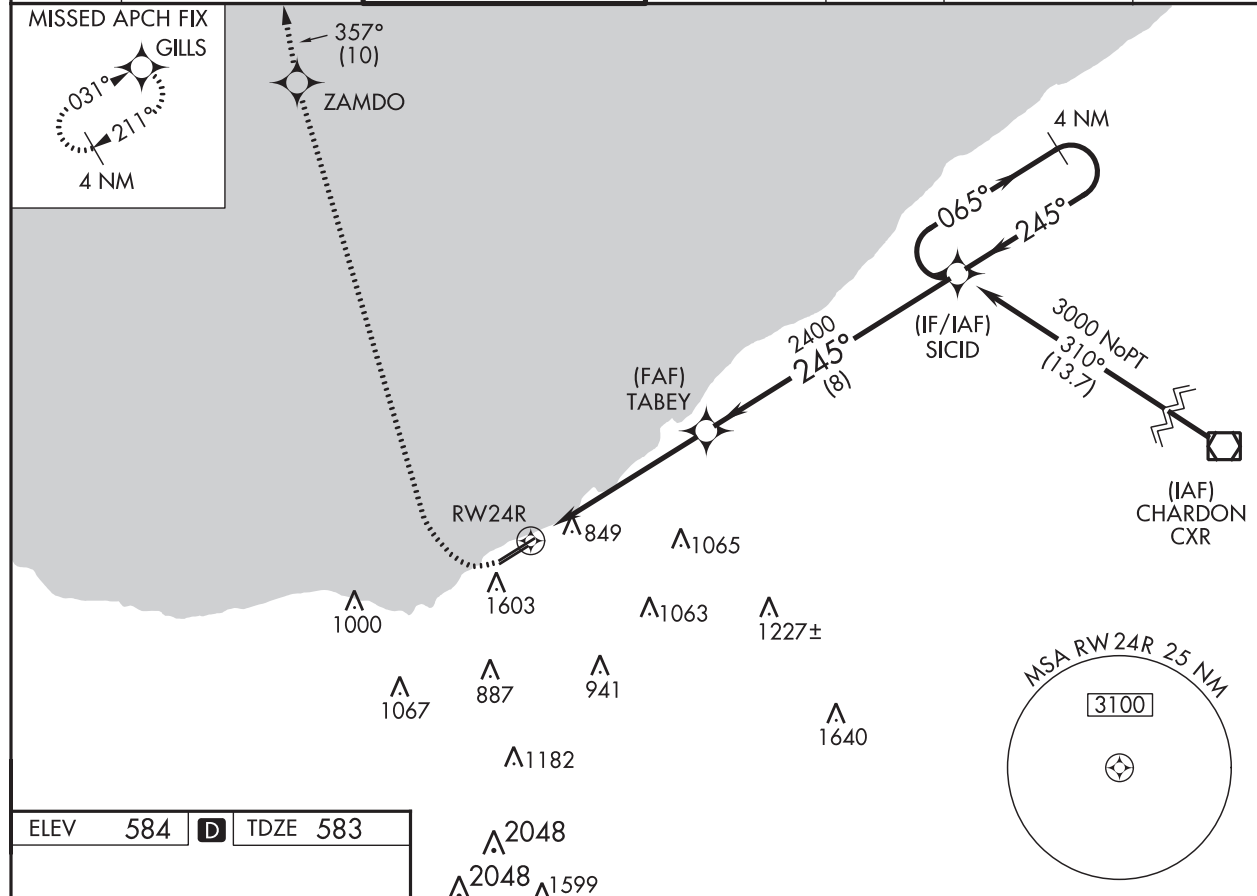 MISSED APCH FIX
GILLS
031°
211°
4 NM
357°
(10)
ZAMDO
4 NM
065°
245°
(IF/IAF)
SICID
3000 NoPT
310°
(13.7)
2400
245°
(8)
(FAF)
TABEY
(IAF)
CHARDON
CXR
RW24R
849
1065
1603
1000
1063
1227±
887
941
1067
1640
1182
MSA RW 24R 25 NM
3100
ELEV 584 D TDZE 583
2048
2048
1599